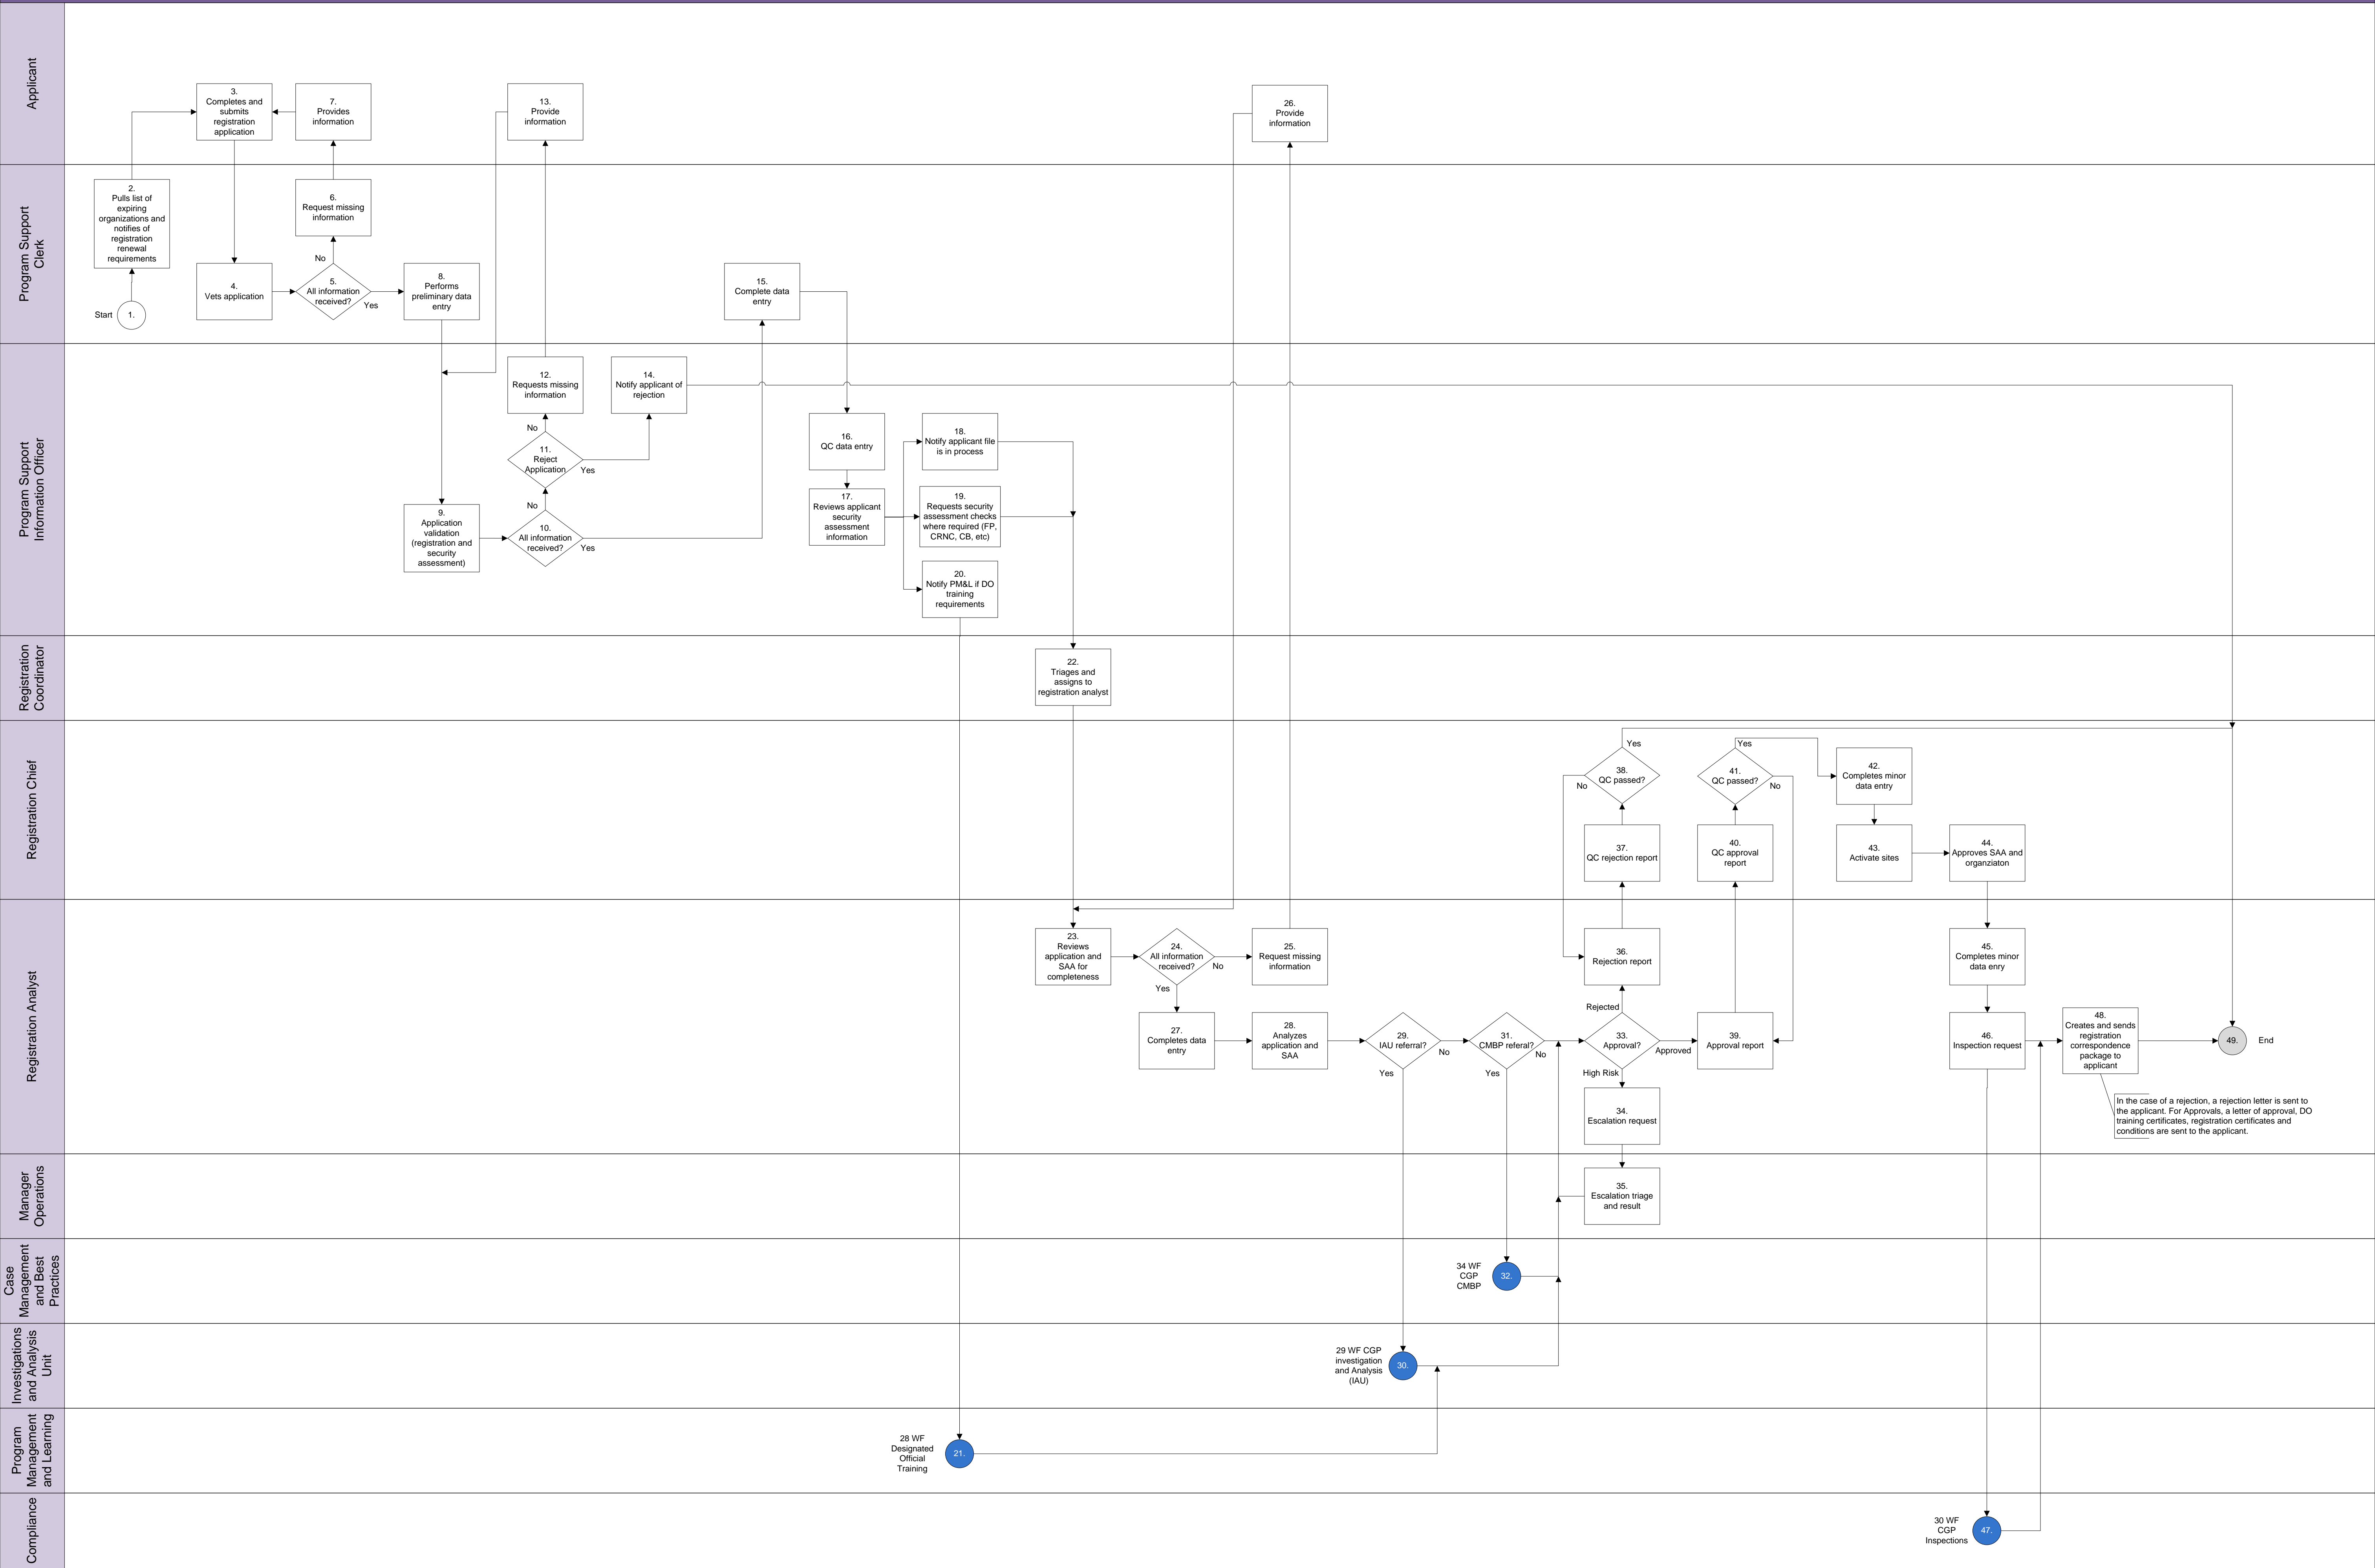 Applicant
3.
Completes and
submits
registration
application
7.
Provides
information
13.
Provide
information
26.
Provide
information
Program Support
Clerk
2.
Pulls list of
expiring
organizations and
notifies of
registration
renewal
requirements
Start
1.
4.
Vets application
5.
All information
received?
No
Yes
6.
Request missing
information
8.
Performs
preliminary data
entry
15.
Complete data
entry
Program Support
Information Officer
9.
Application
validation
(registration and
security
assessment)
10.
All information
received?
No
Yes
11.
Reject
Application
No
Yes
12.
Requests missing
information
14.
Notify applicant of
rejection
16.
QC data entry
17.
Reviews applicant
security
assessment
information
18.
Notify applicant file
is in process
19.
Requests security
assessment checks
where required (FP,
CRNC, CB, etc)
20.
Notify PM&L if DO
training
requirements
Registration
Coordinator
22.
Triages and
assigns to
registration analyst
Registration Chief
38.
QC passed?
Yes
No
41.
QC passed?
Yes
No
37.
QC rejection report
40.
QC approval
report
42.
Completes minor
data entry
43.
Activate sites
44.
Approves SAA and
organziaton
Registration Analyst
23.
Reviews
application and
SAA for
completeness
24.
All information
received?
No
Yes
25.
Request missing
information
27.
Completes data
entry
28.
Analyzes
application and
SAA
29.
IAU referral?
No
Yes
31.
CMBP referal?
No
Yes
33.
Approval?
Rejected
Approved
High Risk
36.
Rejection report
39.
Approval report
34.
Escalation request
45.
Completes minor
data enry
46.
Inspection request
48.
Creates and sends
registration
correspondence
package to
applicant
49.
End
In the case of a rejection, a rejection letter is sent to
the applicant. For Approvals, a letter of approval, DO
training certificates, registration certificates and
conditions are sent to the applicant.
Manager
Operations
35.
Escalation triage
and result
Case
Management
and Best
Practices
34 WF
CGP
CMBP
32.
Investigations
and Analysis
Unit
29 WF CGP
investigation
and Analysis
(IAU)
30.
Program
Management
and Learning
28 WF
Designated
Official
Training
21.
Compliance
30 WF
CGP
Inspections
47.